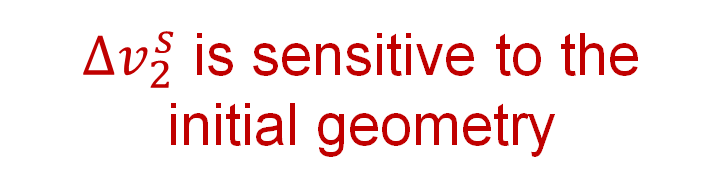 Δv₂ˢ is sensitive to the
initial geometry